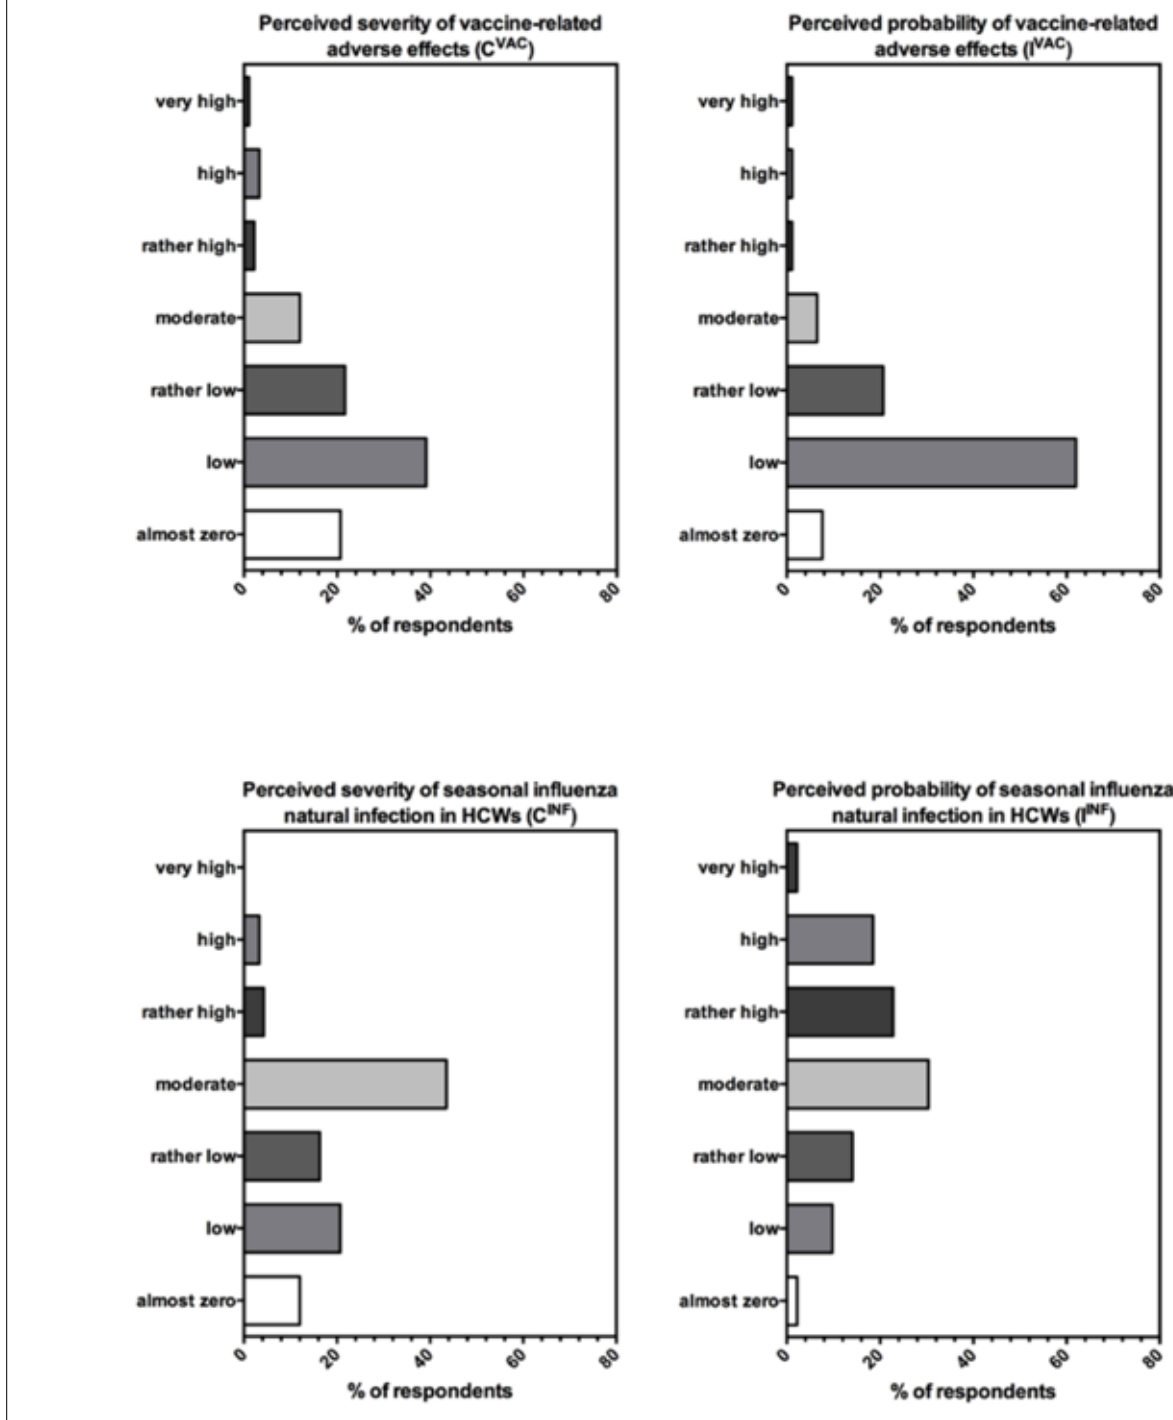 Perceived severity of vaccine-related
adverse effects (CVAC)
very high
high
rather high
moderate
rather low
low
almost zero
0 20 40 60 80
% of respondents
Perceived probability of vaccine-related
adverse effects (IVAC)
very high
high
rather high
moderate
rather low
low
almost zero
0 20 40 60 80
% of respondents
Perceived severity of seasonal influenza
natural infection in HCWs (CINF)
very high
high
rather high
moderate
rather low
low
almost zero
0 20 40 60 80
% of respondents
Perceived probability of seasonal influenza
natural infection in HCWs (IINF)
very high
high
rather high
moderate
rather low
low
almost zero
0 20 40 60 80
% of respondents